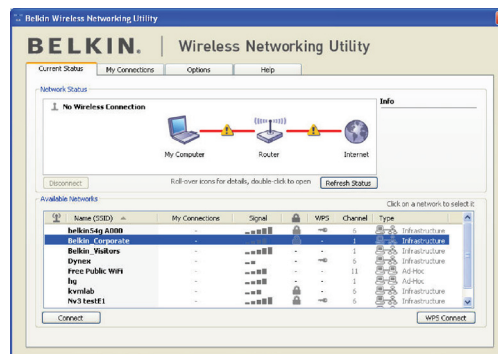 Belkin Wireless Networking Utility
BELKIN. | Wireless Networking Utility
Current Status My Connections Options Help
Network Status
No Wireless Connection
Info
My Computer Router Internet
Disconnect Roll-over icons for details, double-click to open Refresh Status
Available Networks
Click on a network to select it
Name (SSID) My Connections Signal WPS Channel Type
belkin54g A000 - 6 Infrastructure
Belkin_Corporate - - 1 Infrastructure
Belkin_Visitors - - - 1 Infrastructure
Dynex - 6 Infrastructure
Free Public WiFi - - - 11 Ad-Hoc
hg - - - 1 Ad-Hoc
kvmlab - - 6 Infrastructure
Nv3 testE1 - 6 Infrastructure
Connect WPS Connect